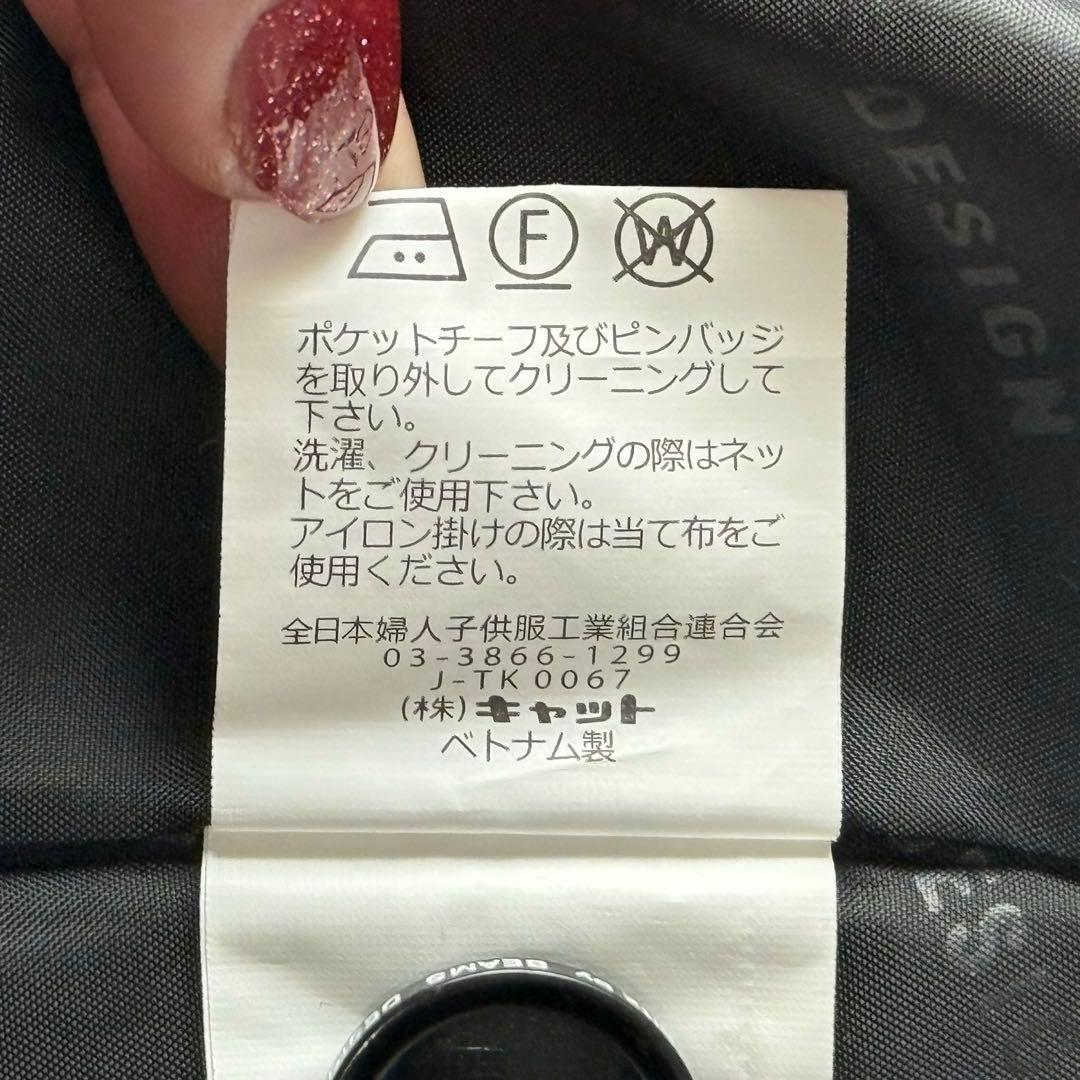 F
W
ポケットチーフ及びピンバッジ
を取り外してクリーニングして
下さい。
洗濯、クリーニングの際はネッ
トをご使用下さい。
アイロン掛けの際は当て布をご
使用ください。
全日本婦人子供服工業組合連合会
03-3866-1299
J-TK0067
(株)キャット
ベトナム製
DESIGN
BY BEAMS